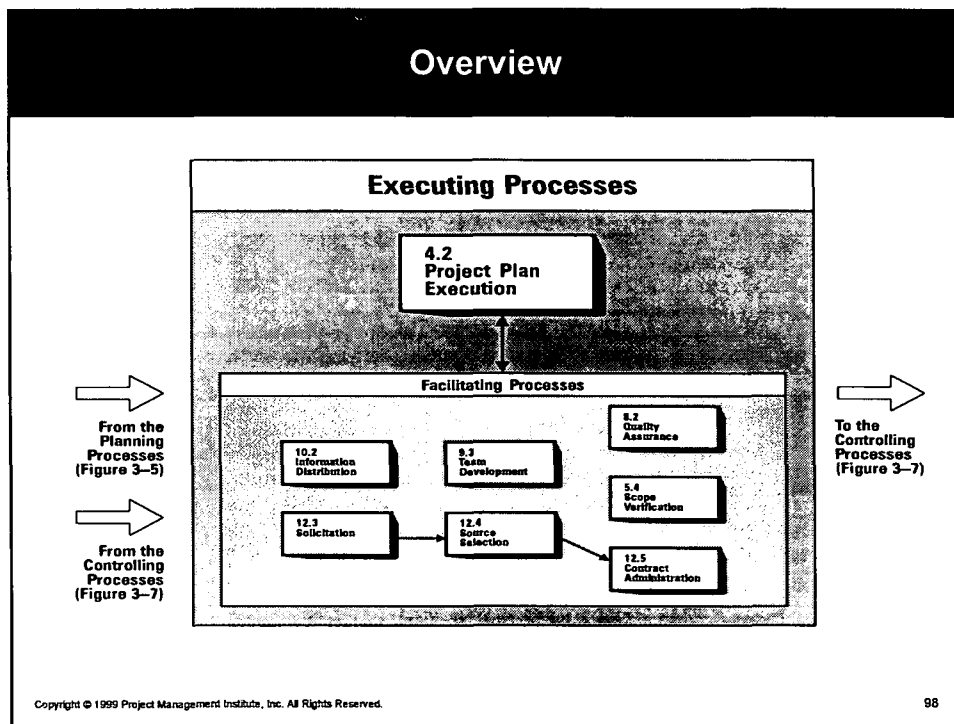 Overview
Executing Processes
4.2
Project Plan
Execution
Facilitating Processes
From the
Planning
Processes
(Figure 3–5)
From the
Controlling
Processes
(Figure 3–7)
10.2
Information
Distribution
9.3
Team
Development
8.2
Quality
Assurance
5.4
Scope
Verification
12.3
Solicitation
12.4
Source
Selection
12.5
Contract
Administration
To the
Controlling
Processes
(Figure 3–7)
Copyright © 1999 Project Management Institute, Inc. All Rights Reserved.
98